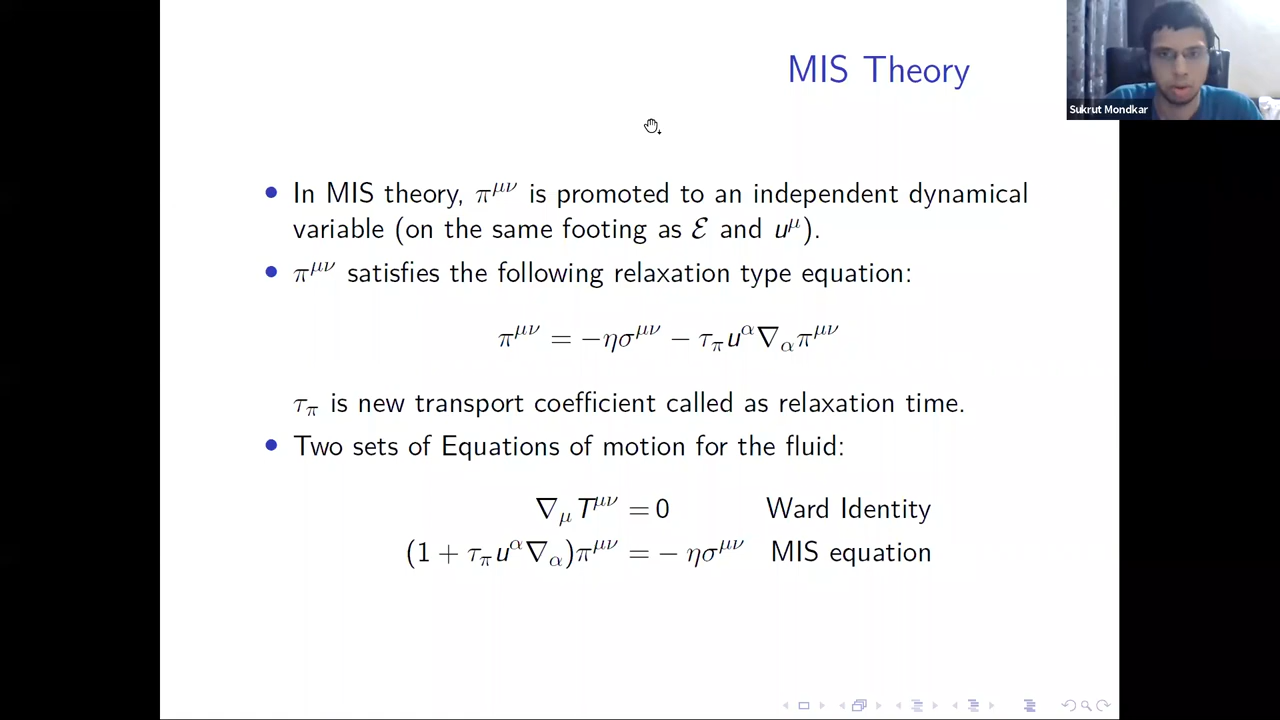 MIS Theory
Sukrut Mondkar
• In MIS theory, π^{μν} is promoted to an independent dynamical
variable (on the same footing as ℰ and u^μ).
• π^{μν} satisfies the following relaxation type equation:
π^{μν} = −ησ^{μν} − τ_π u^α ∇_α π^{μν}
τ_π is new transport coefficient called as relaxation time.
• Two sets of Equations of motion for the fluid:
∇_μ T^{μν} = 0 Ward Identity
(1 + τ_π u^α ∇_α)π^{μν} = − ησ^{μν} MIS equation